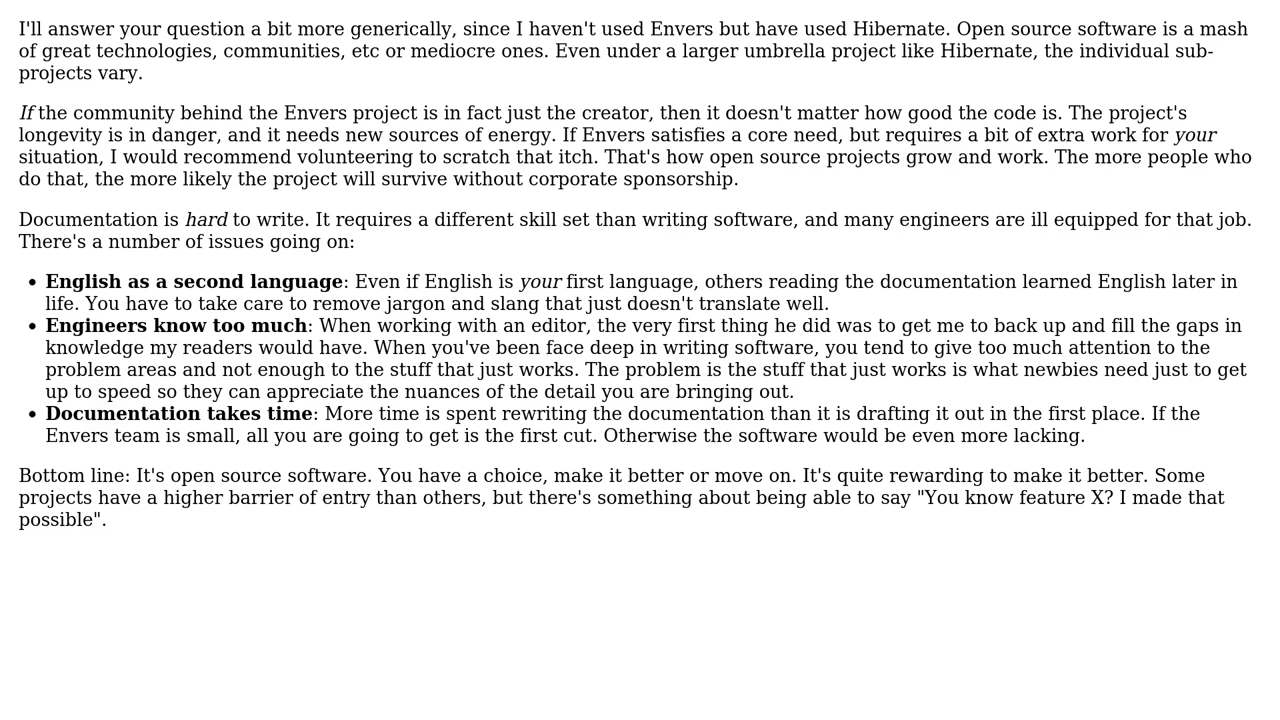 I'll answer your question a bit more generically, since I haven't used Envers but have used Hibernate. Open source software is a mash
of great technologies, communities, etc or mediocre ones. Even under a larger umbrella project like Hibernate, the individual sub-
projects vary.
If the community behind the Envers project is in fact just the creator, then it doesn't matter how good the code is. The project's
longevity is in danger, and it needs new sources of energy. If Envers satisfies a core need, but requires a bit of extra work for your
situation, I would recommend volunteering to scratch that itch. That's how open source projects grow and work. The more people who
do that, the more likely the project will survive without corporate sponsorship.
Documentation is hard to write. It requires a different skill set than writing software, and many engineers are ill equipped for that job.
There's a number of issues going on:
• English as a second language: Even if English is your first language, others reading the documentation learned English later in
life. You have to take care to remove jargon and slang that just doesn't translate well.
• Engineers know too much: When working with an editor, the very first thing he did was to get me to back up and fill the gaps in
knowledge my readers would have. When you've been face deep in writing software, you tend to give too much attention to the
problem areas and not enough to the stuff that just works. The problem is the stuff that just works is what newbies need just to get
up to speed so they can appreciate the nuances of the detail you are bringing out.
• Documentation takes time: More time is spent rewriting the documentation than it is drafting it out in the first place. If the
Envers team is small, all you are going to get is the first cut. Otherwise the software would be even more lacking.
Bottom line: It's open source software. You have a choice, make it better or move on. It's quite rewarding to make it better. Some
projects have a higher barrier of entry than others, but there's something about being able to say "You know feature X? I made that
possible".